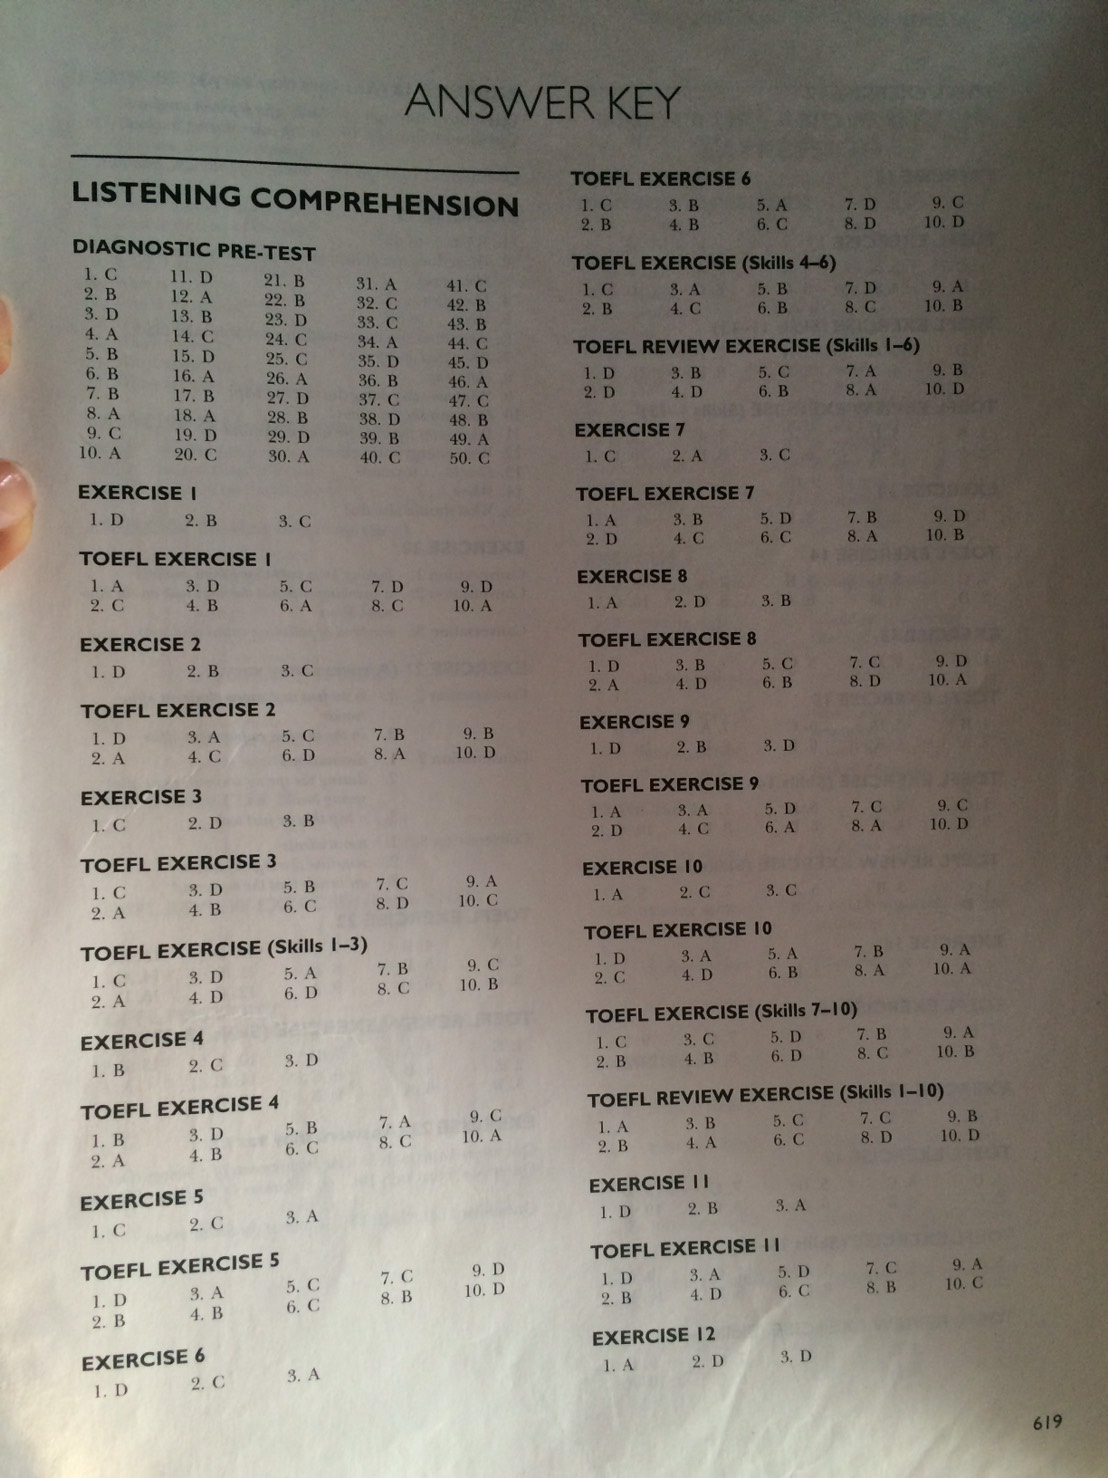 ANSWER KEY
LISTENING COMPREHENSION
DIAGNOSTIC PRE-TEST
1. C 11. D 21. B 31. A 41. C
2. B 12. A 22. B 32. C 42. B
3. D 13. B 23. D 33. C 43. B
4. A 14. C 24. C 34. A 44. C
5. B 15. D 25. C 35. D 45. D
6. B 16. A 26. A 36. B 46. A
7. B 17. B 27. D 37. C 47. C
8. A 18. A 28. B 38. D 48. B
9. C 19. D 29. D 39. B 49. A
10. A 20. C 30. A 40. C 50. C
EXERCISE 1
1. D 2. B 3. C
TOEFL EXERCISE 1
1. A 3. D 5. C 7. D 9. D
2. C 4. B 6. A 8. C 10. A
EXERCISE 2
1. D 2. B 3. C
TOEFL EXERCISE 2
1. D 3. A 5. C 7. B 9. B
2. A 4. C 6. D 8. A 10. D
EXERCISE 3
1. C 2. D 3. B
TOEFL EXERCISE 3
1. C 3. D 5. B 7. C 9. A
2. A 4. B 6. C 8. D 10. C
TOEFL EXERCISE (Skills 1–3)
1. C 3. D 5. A 7. B 9. C
2. A 4. D 6. D 8. C 10. B
EXERCISE 4
1. B 2. C 3. D
TOEFL EXERCISE 4
1. B 3. D 5. B 7. A 9. C
2. A 4. B 6. C 8. C 10. A
EXERCISE 5
1. C 2. C 3. A
TOEFL EXERCISE 5
1. D 3. A 5. C 7. C 9. D
2. B 4. B 6. C 8. B 10. D
EXERCISE 6
1. D 2. C 3. A
TOEFL EXERCISE 6
1. C 3. B 5. A 7. D 9. C
2. B 4. B 6. C 8. D 10. D
TOEFL EXERCISE (Skills 4–6)
1. C 3. A 5. B 7. D 9. A
2. B 4. C 6. B 8. C 10. B
TOEFL REVIEW EXERCISE (Skills 1–6)
1. D 3. B 5. C 7. A 9. B
2. D 4. D 6. B 8. A 10. D
EXERCISE 7
1. C 2. A 3. C
TOEFL EXERCISE 7
1. A 3. B 5. D 7. B 9. D
2. D 4. C 6. C 8. A 10. B
EXERCISE 8
1. A 2. D 3. B
TOEFL EXERCISE 8
1. D 3. B 5. C 7. C 9. D
2. A 4. D 6. B 8. D 10. A
EXERCISE 9
1. D 2. B 3. D
TOEFL EXERCISE 9
1. A 3. A 5. D 7. C 9. C
2. D 4. C 6. A 8. A 10. D
EXERCISE 10
1. A 2. C 3. C
TOEFL EXERCISE 10
1. D 3. A 5. A 7. B 9. A
2. C 4. D 6. B 8. A 10. A
TOEFL EXERCISE (Skills 7–10)
1. C 3. C 5. D 7. B 9. A
2. B 4. B 6. D 8. C 10. B
TOEFL REVIEW EXERCISE (Skills 1–10)
1. A 3. B 5. C 7. C 9. B
2. B 4. A 6. C 8. D 10. D
EXERCISE 11
1. D 2. B 3. A
TOEFL EXERCISE 11
1. D 3. A 5. D 7. C 9. A
2. B 4. D 6. C 8. B 10. C
EXERCISE 12
1. A 2. D 3. D
619